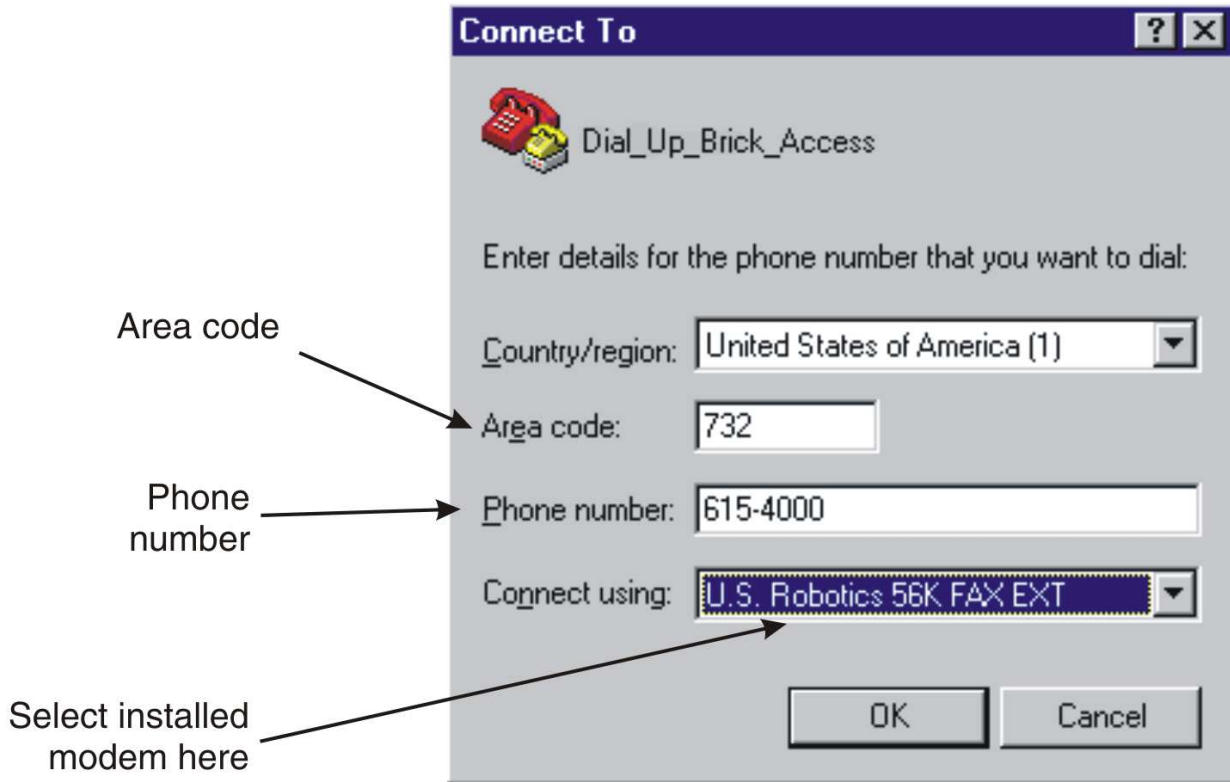 Connect To
Dial_Up_Brick_Access
Enter details for the phone number that you want to dial:
Area code
Country/region: United States of America (1)
Area code: 732
Phone
number
Phone number: 615-4000
Connect using: U.S. Robotics 56K FAX EXT
Select installed
modem here
OK Cancel